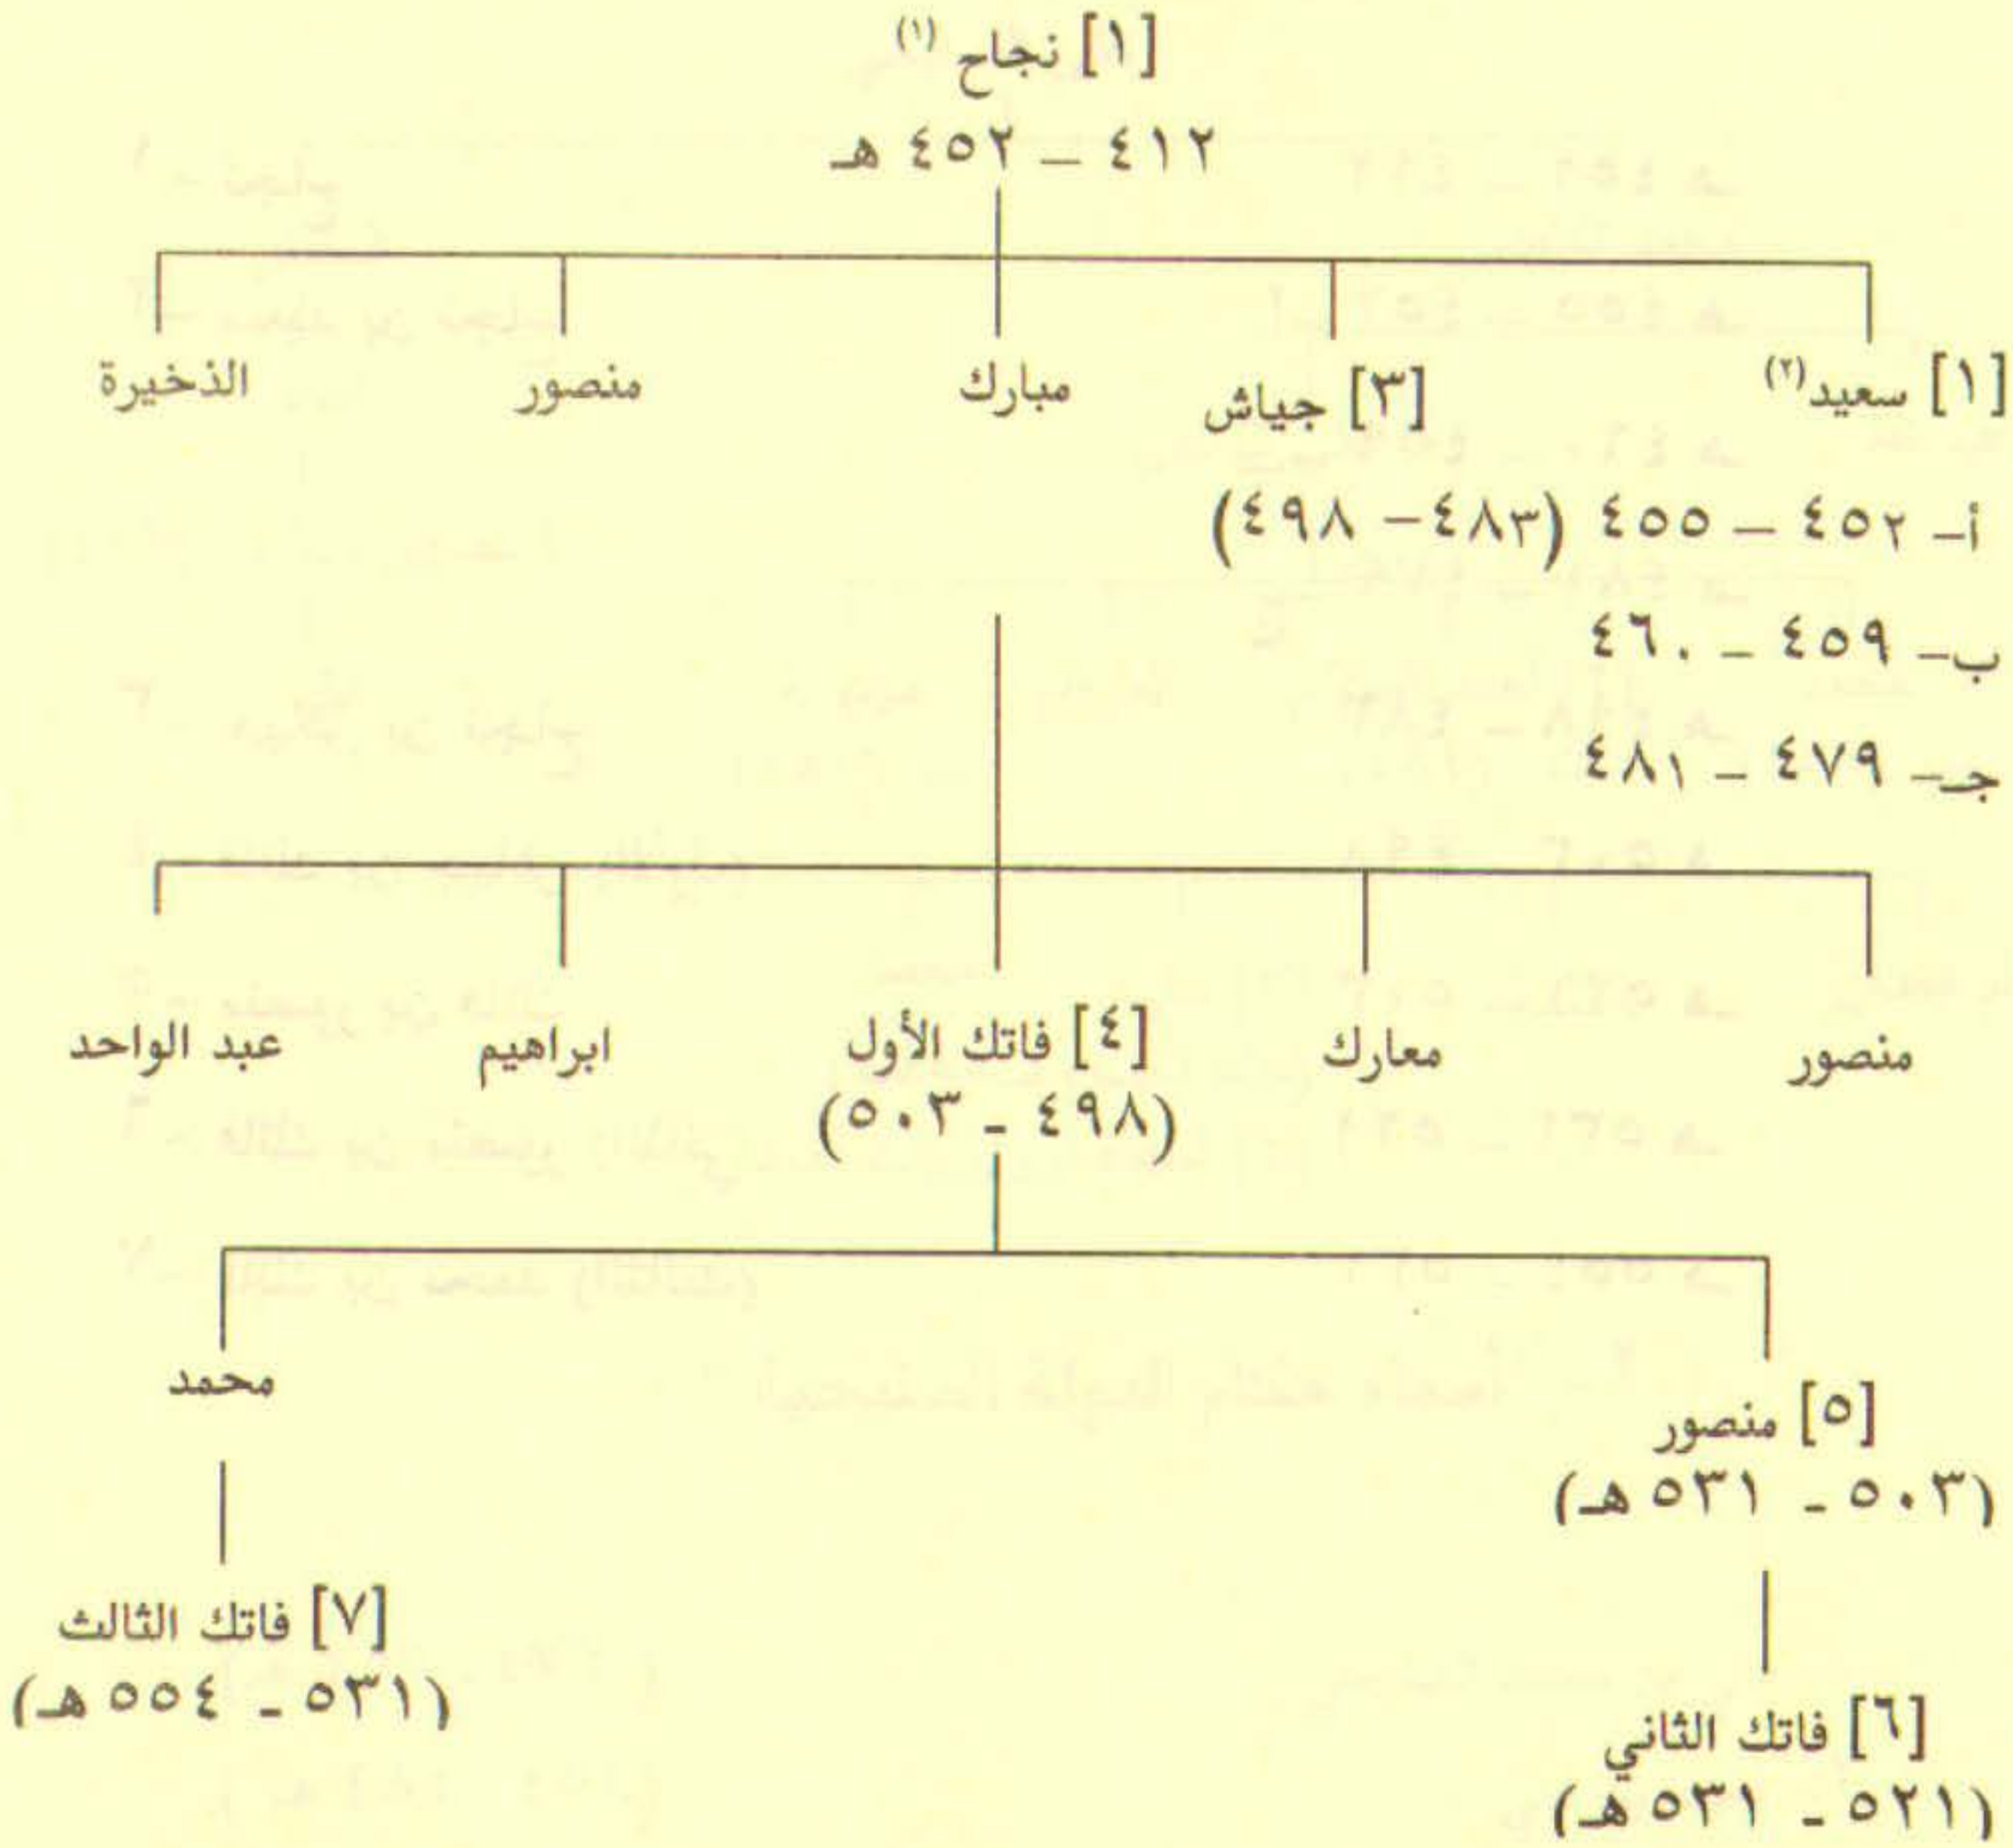 [١] نجاح (١)
٤١٢ – ٤٥٢ هـ
[١] سعيد(٢) [٣] جياش مبارك منصور الذخيرة
أ– ٤٥٢ – ٤٥٥ (٤٨٣– ٤٩٨)
ب– ٤٥٩ – ٤٦٠
جـ– ٤٧٩ – ٤٨١
منصور معارك [٤] فاتك الأول ابراهيم عبد الواحد
(٤٩٨ - ٥٠٣)
محمد
[٥] منصور
(٥٠٣ - ٥٣١ هـ)
[٧] فاتك الثالث
(٥٣١ - ٥٥٤ هـ)
[٦] فاتك الثاني
(٥٢١ - ٥٣١ هـ)